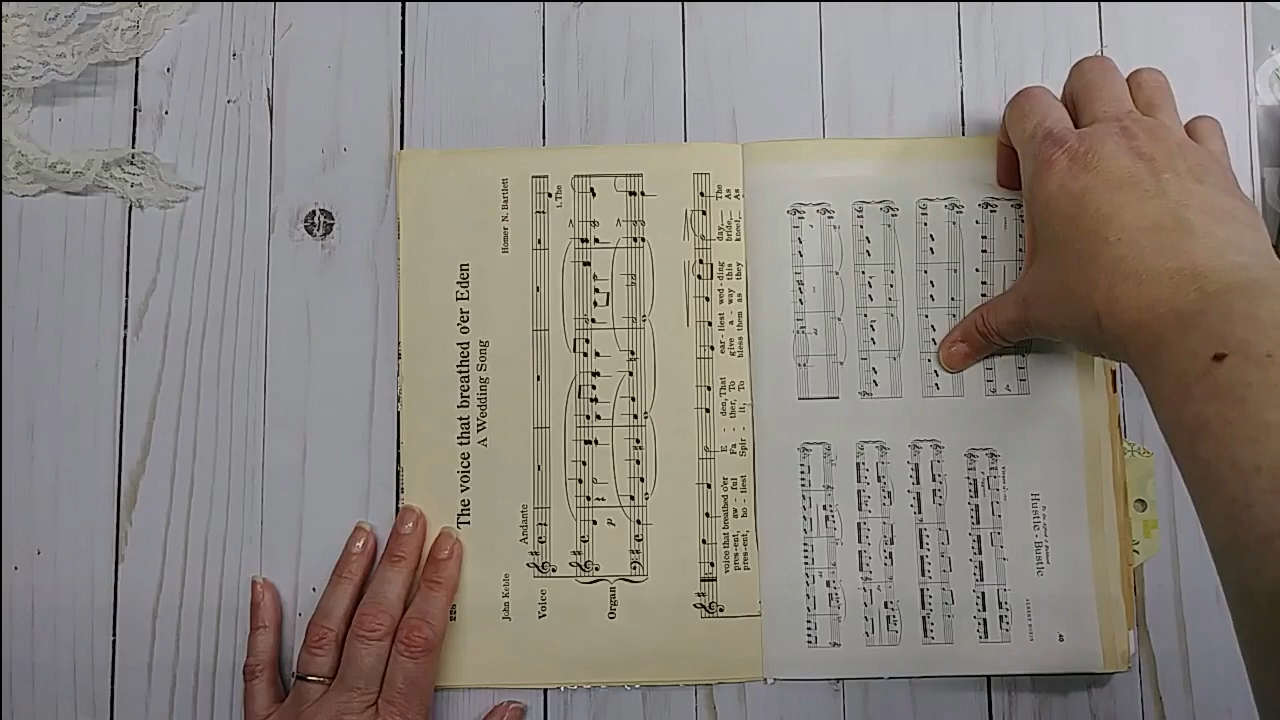 226
The voice that breathed o'er Eden
A Wedding Song
John Keble
Homer N. Bartlett
Andante
Voice
1. The
Organ
p
voice that breathed o'er E - den, That ear - liest wed - ding day,— The
pres - ent, aw - ful Fa - ther, To give a - way this bride,— As
pres - ent, ho - liest Spir - it, To bless them as they kneel,— As
40
Hustle - Bustle